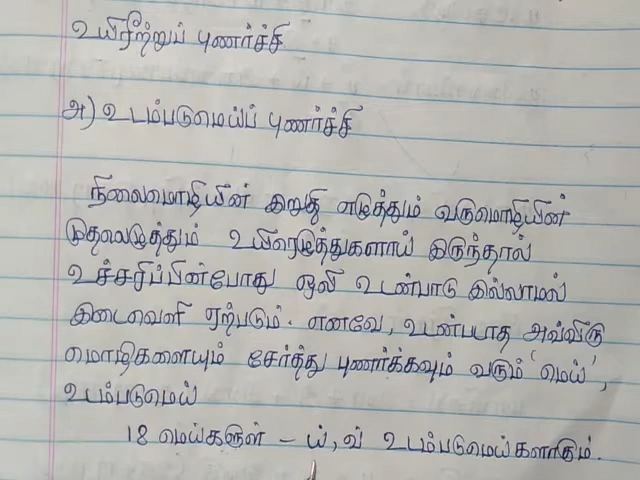 உயிரீற்றுப் புணர்ச்சி
அ) உடம்படுமெய்ப் புணர்ச்சி
நிலைமொழியின் இறுதி எழுத்தும் வருமொழியின்
முதலெழுத்தும் உயிரெழுத்துகளாய் இருந்தால்
உச்சரிப்பின்போது ஒலி உடன்பாடு இல்லாமல்
இடைவெளி ஏற்படும். எனவே, உடன்படாத அவ்விரு
மொழிகளையும் சேர்த்து புணர்க்கவும் வரும் 'மெய்',
உடம்படுமெய்
18 மெய்களுள் - ய், வ் உடம்படுமெய்களாகும்.